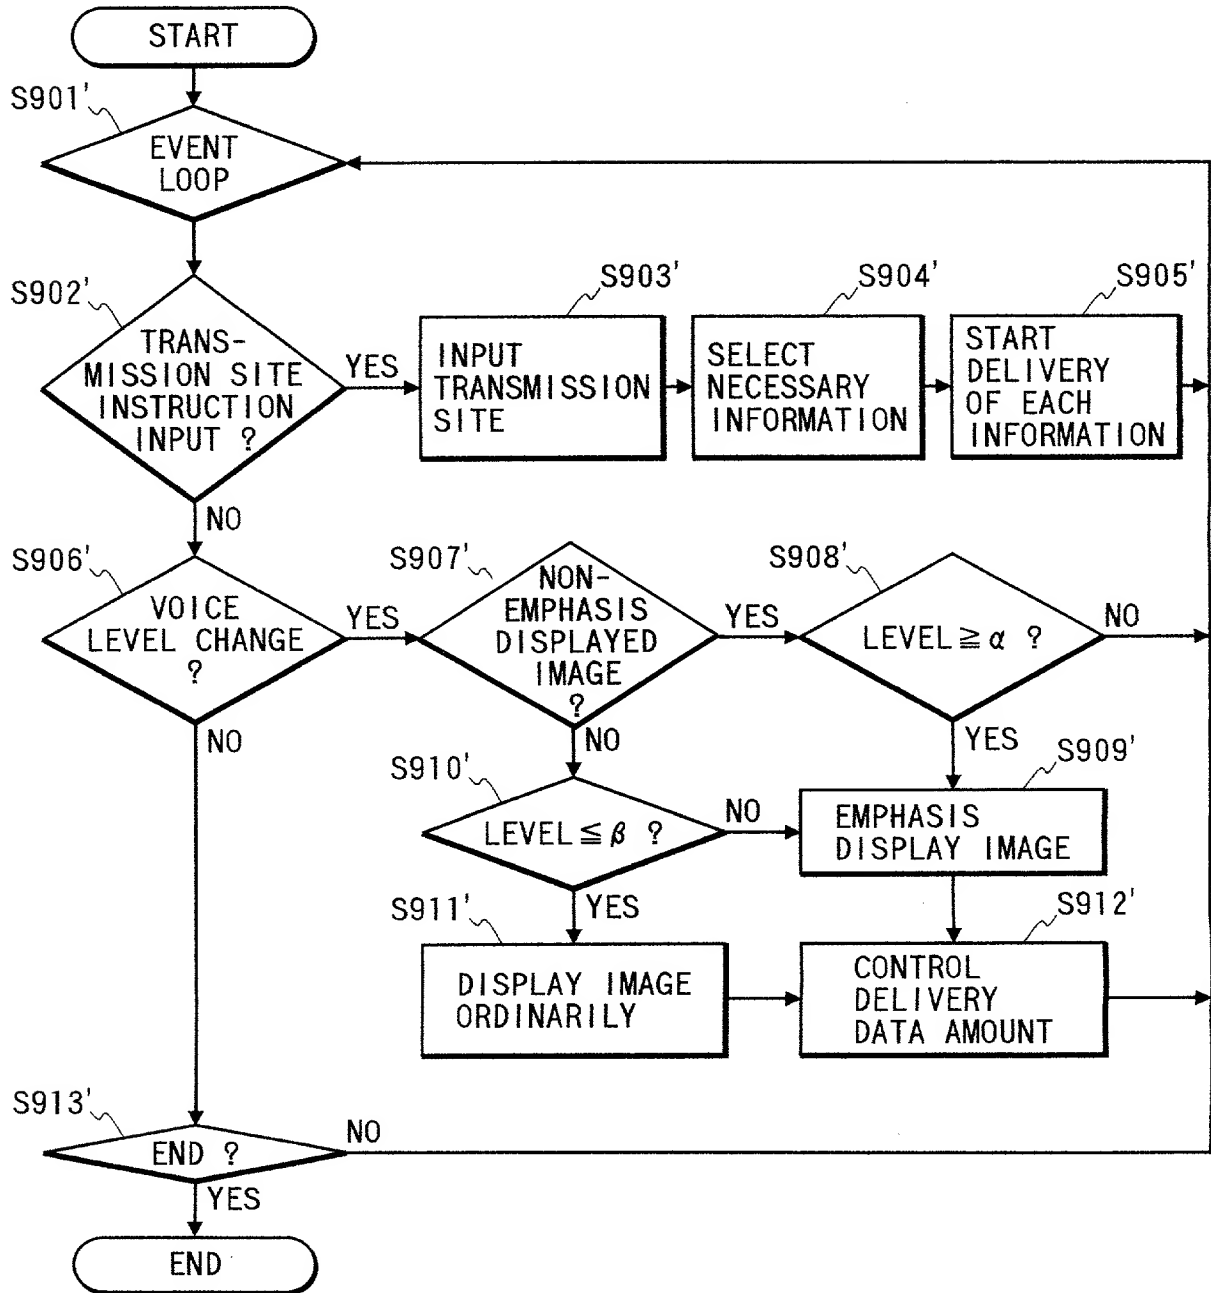 START
S901'
EVENT
LOOP
S902'
TRANS-
MISSION SITE
INSTRUCTION
INPUT ?
YES
S903'
INPUT
TRANSMISSION
SITE
S904'
SELECT
NECESSARY
INFORMATION
S905'
START
DELIVERY
OF EACH
INFORMATION
NO
S906'
VOICE
LEVEL CHANGE
?
YES
S907'
NON-
EMPHASIS
DISPLAYED
IMAGE
?
YES
S908'
LEVEL ≧ α ?
NO
NO
NO
YES
S910'
LEVEL ≦ β ?
NO
S909'
EMPHASIS
DISPLAY IMAGE
YES
S911'
DISPLAY IMAGE
ORDINARILY
S912'
CONTROL
DELIVERY
DATA AMOUNT
S913'
END ?
NO
YES
END